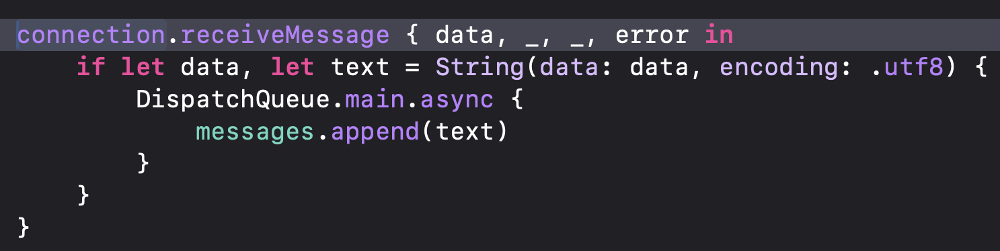 connection.receiveMessage { data, _, _, error in
    if let data, let text = String(data: data, encoding: .utf8) {
        DispatchQueue.main.async {
            messages.append(text)
        }
    }
}